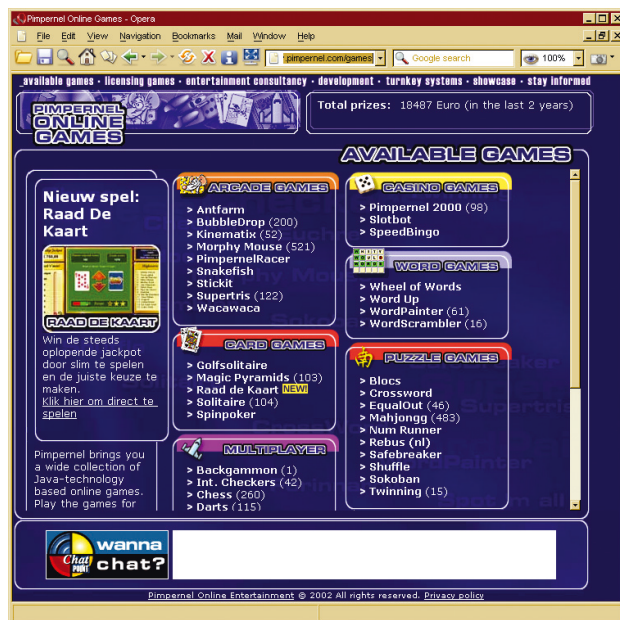 Pimpernel Online Games - Opera
File Edit View Navigation Bookmarks Mail Window Help
pimpernel.com/games
Google search
100%
available games • licensing games • entertainment consultancy • development • turnkey systems • showcase • stay informed
PIMPERNEL
ONLINE
GAMES
Total prizes: 18487 Euro (in the last 2 years)
AVAILABLE GAMES
Nieuw spel:
Raad De
Kaart
RAAD DE KAART
Win de steeds
oplopende jackpot
door slim te spelen
en de juiste keuze te
maken.
Klik hier om direct te
spelen
Pimpernel brings you
a wide collection of
Java-technology
based online games.
Play the games for
ARCADE GAMES
> Antfarm
> BubbleDrop (200)
> Kinematix (52)
> Morphy Mouse (521)
> PimpernelRacer
> Snakefish
> Stickit
> Supertris (122)
> Wacawaca
CARD GAMES
> Golfsolitaire
> Magic Pyramids (103)
> Raad de Kaart NEW!
> Solitaire (104)
> Spinpoker
MULTIPLAYER
> Backgammon (1)
> Int. Checkers (42)
> Chess (260)
> Darts (115)
CASINO GAMES
> Pimpernel 2000 (98)
> Slotbot
> SpeedBingo
WORD GAMES
> Wheel of Words
> Word Up
> WordPainter (61)
> WordScrambler (16)
PUZZLE GAMES
> Blocs
> Crossword
> EqualOut (46)
> Mahjongg (483)
> Num Runner
> Rebus (nl)
> Safebreaker
> Shuffle
> Sokoban
> Twinning (15)
Chat
POINT
wanna
chat?
Pimpernel Online Entertainment © 2002 All rights reserved. Privacy policy